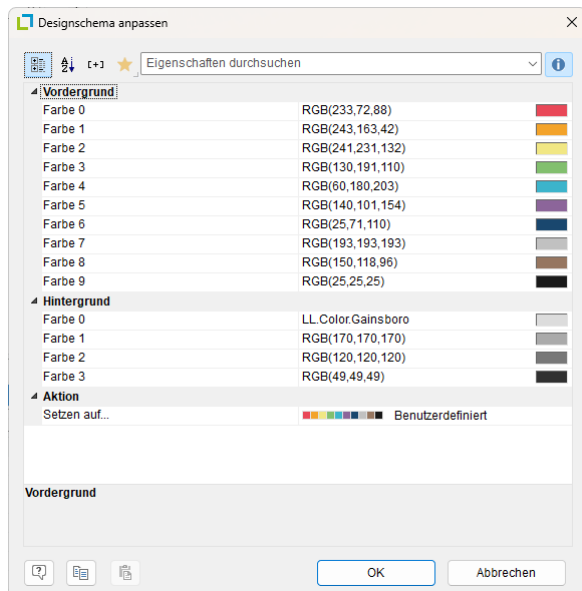 Designschema anpassen
Eigenschaften durchsuchen
Vordergrund
Farbe 0 RGB(233,72,88)
Farbe 1 RGB(243,163,42)
Farbe 2 RGB(241,231,132)
Farbe 3 RGB(130,191,110)
Farbe 4 RGB(60,180,203)
Farbe 5 RGB(140,101,154)
Farbe 6 RGB(25,71,110)
Farbe 7 RGB(193,193,193)
Farbe 8 RGB(150,118,96)
Farbe 9 RGB(25,25,25)
Hintergrund
Farbe 0 LL.Color.Gainsboro
Farbe 1 RGB(170,170,170)
Farbe 2 RGB(120,120,120)
Farbe 3 RGB(49,49,49)
Aktion
Setzen auf... Benutzerdefiniert
Vordergrund
OK Abbrechen